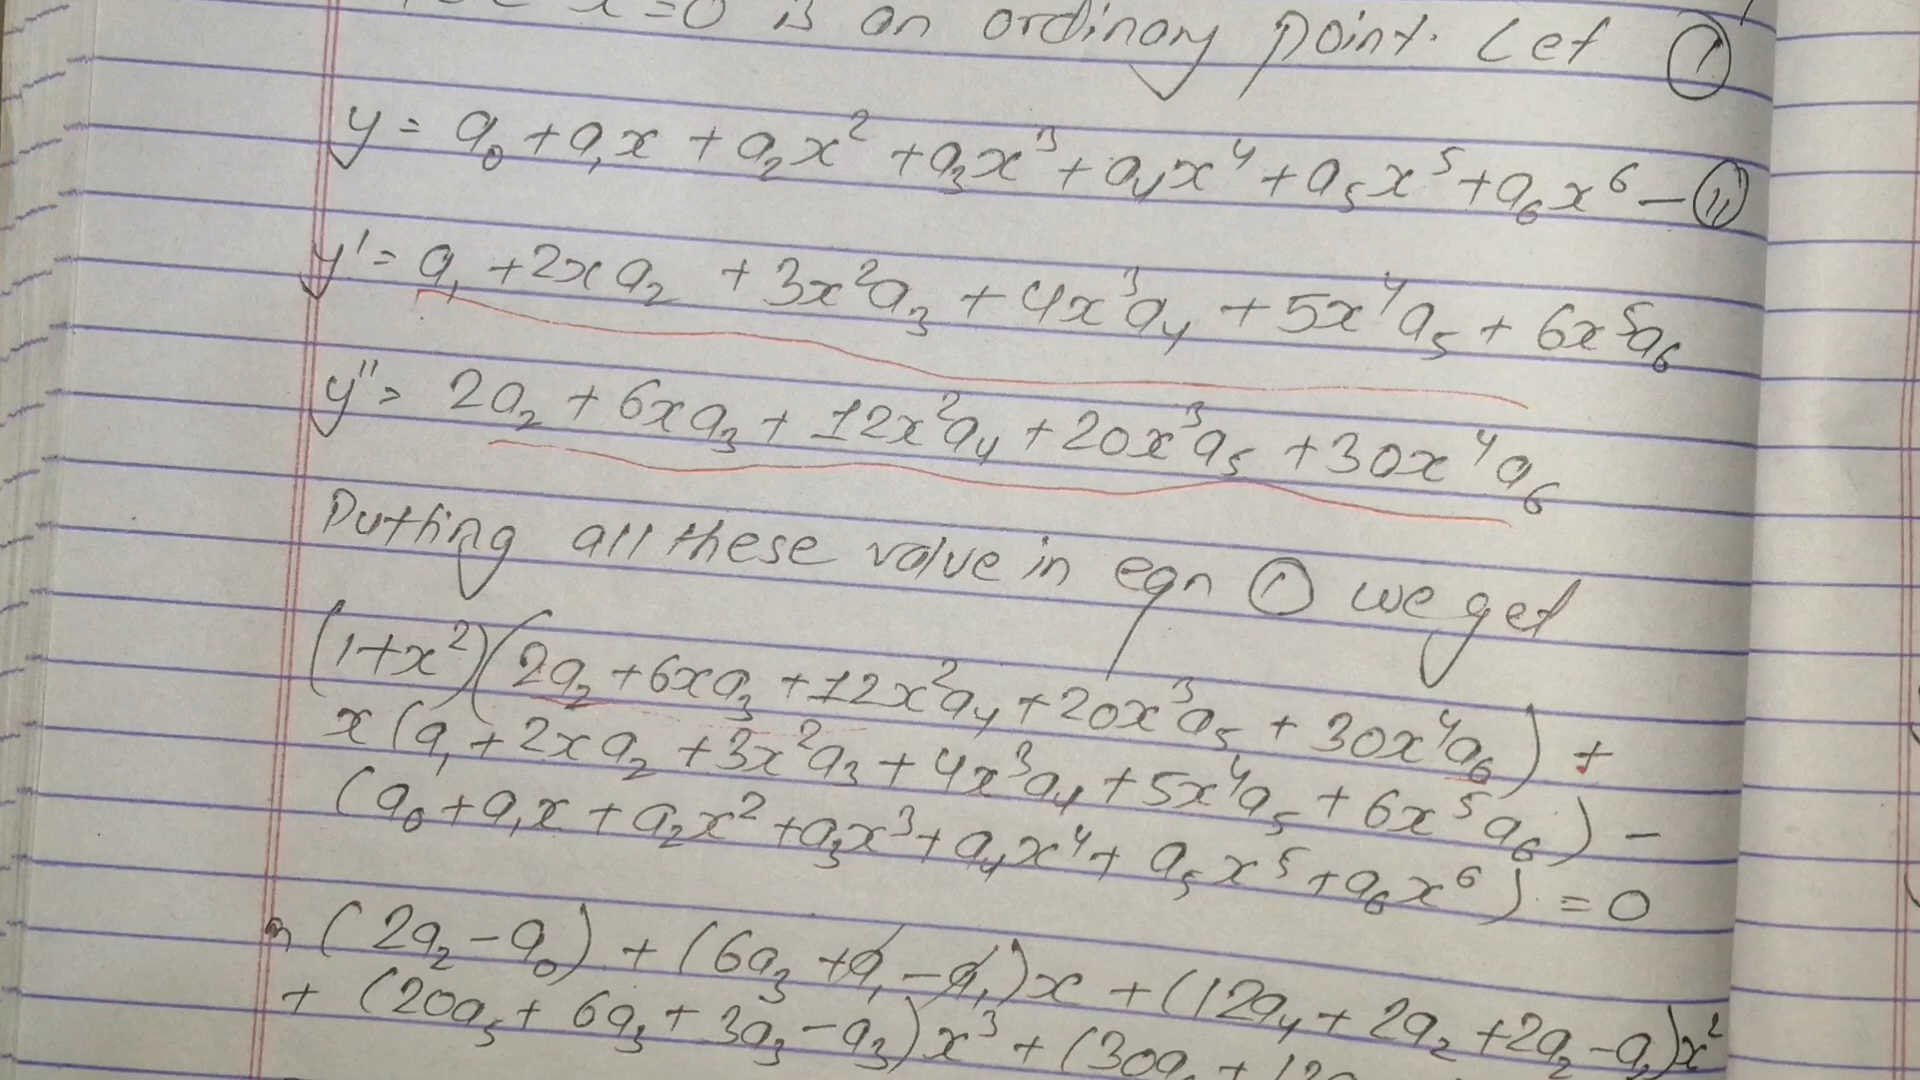 x = 0 is an ordinary point. Let ①
y = a₀ + a₁x + a₂x² + a₃x³ + a₄x⁴ + a₅x⁵ + a₆x⁶ — ⑪
y' = a₁ + 2xa₂ + 3x²a₃ + 4x³a₄ + 5x⁴a₅ + 6x⁵a₆
y'' = 2a₂ + 6xa₃ + 12x²a₄ + 20x³a₅ + 30x⁴a₆
Putting all these value in eqn ① we get
(1+x²)(2a₂ + 6xa₃ + 12x²a₄ + 20x³a₅ + 30x⁴a₆) +
x(a₁ + 2xa₂ + 3x²a₃ + 4x³a₄ + 5x⁴a₅ + 6x⁵a₆) −
(a₀ + a₁x + a₂x² + a₃x³ + a₄x⁴ + a₅x⁵ + a₆x⁶) = 0
(2a₂ − a₀) + (6a₃ + a₁ − a₁)x + (12a₄ + 2a₂ + 2a₂ − a₂)x²
+ (20a₅ + 6a₃ + 3a₃ − a₃)x³ + (30a